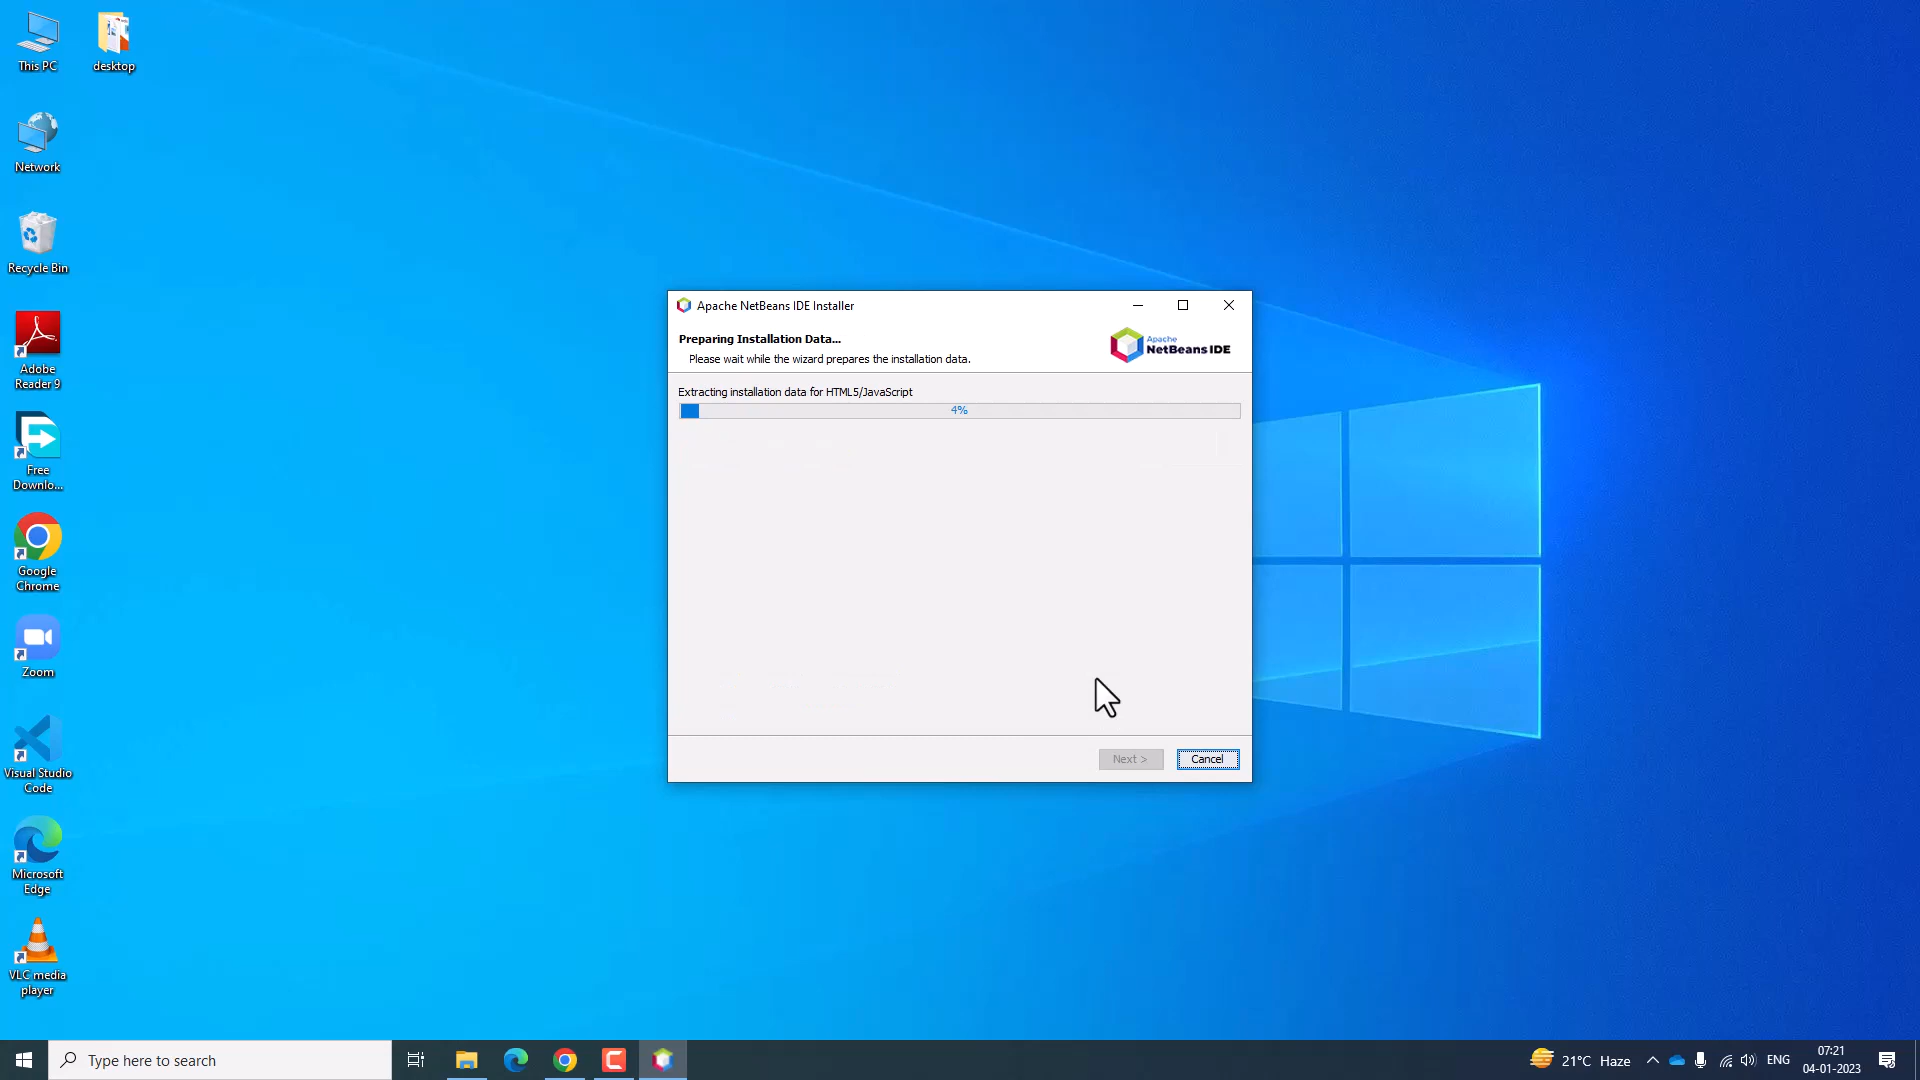 This PC
desktop
Network
Recycle Bin
Adobe
Reader 9
Free
Downlo...
Google
Chrome
Zoom
Visual Studio
Code
Microsoft
Edge
VLC media
player
Apache NetBeans IDE Installer
Preparing Installation Data...
Please wait while the wizard prepares the installation data.
Apache
NetBeans IDE
Extracting installation data for HTML5/JavaScript
4%
Next >
Cancel
Type here to search
21°C Haze
ENG
07:21
04-01-2023